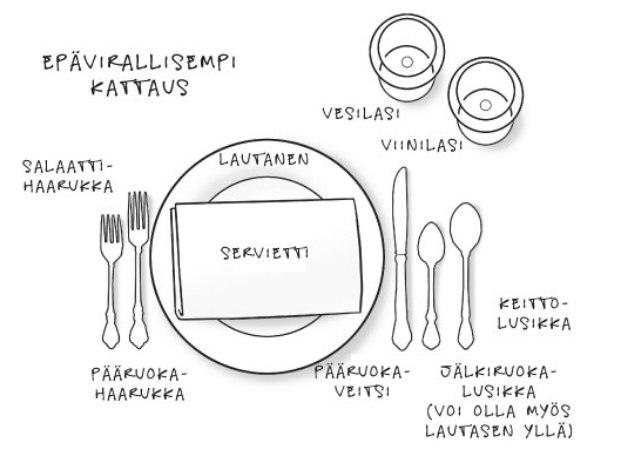 EPÄVIRALLISEMPI
KATTAUS
VESILASI
VIINILASI
SALAATTI-
HAARUKKA
LAUTANEN
SERVIETTI
KEITTO-
LUSIKKA
PÄÄRUOKA-
HAARUKKA
PÄÄRUOKA-
VEITSI
JÄLKIRUOKA-
LUSIKKA
(VOI OLLA MYÖS
LAUTASEN YLLÄ)